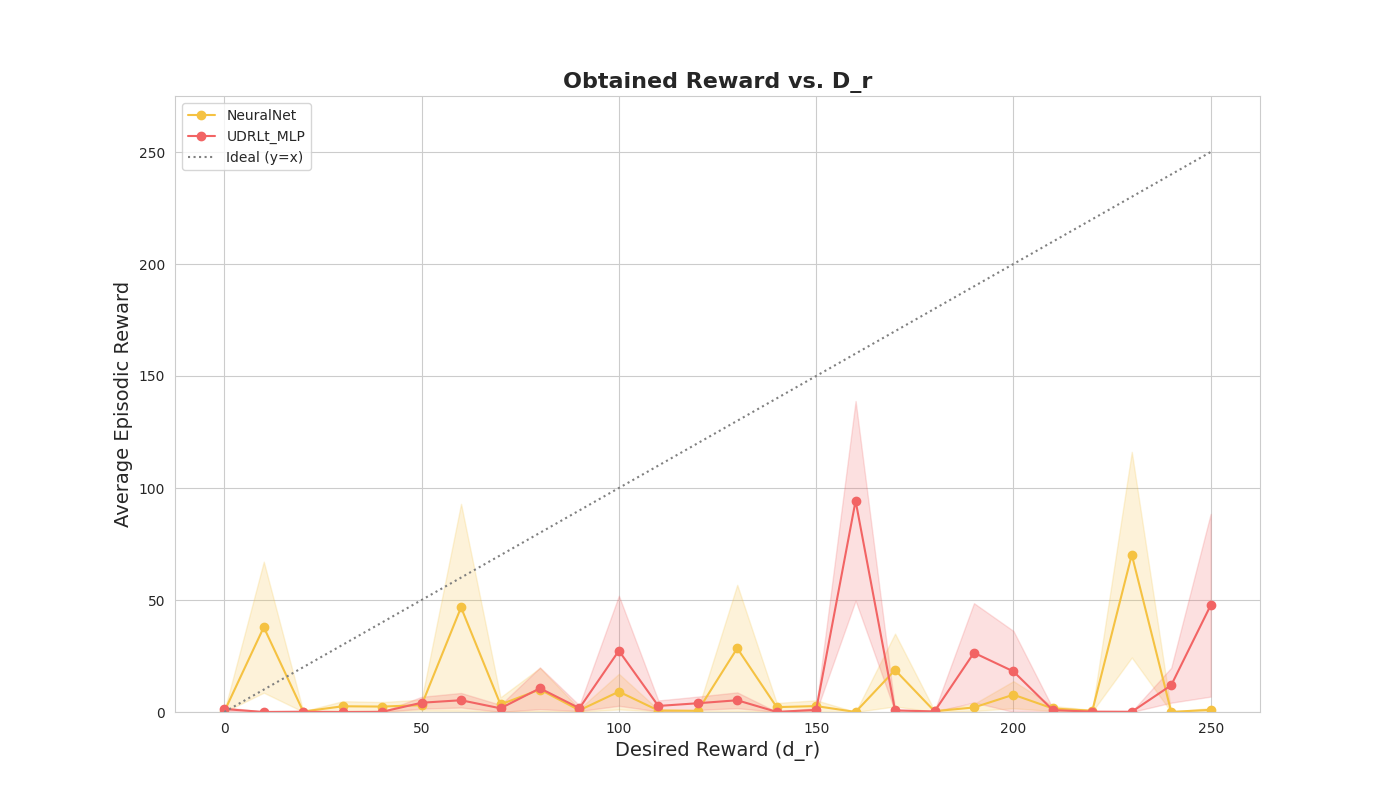 Obtained Reward vs. D_r
NeuralNet
UDRLt_MLP
Ideal (y=x)
Average Episodic Reward
250
200
150
100
50
0
0 50 100 150 200 250
Desired Reward (d_r)